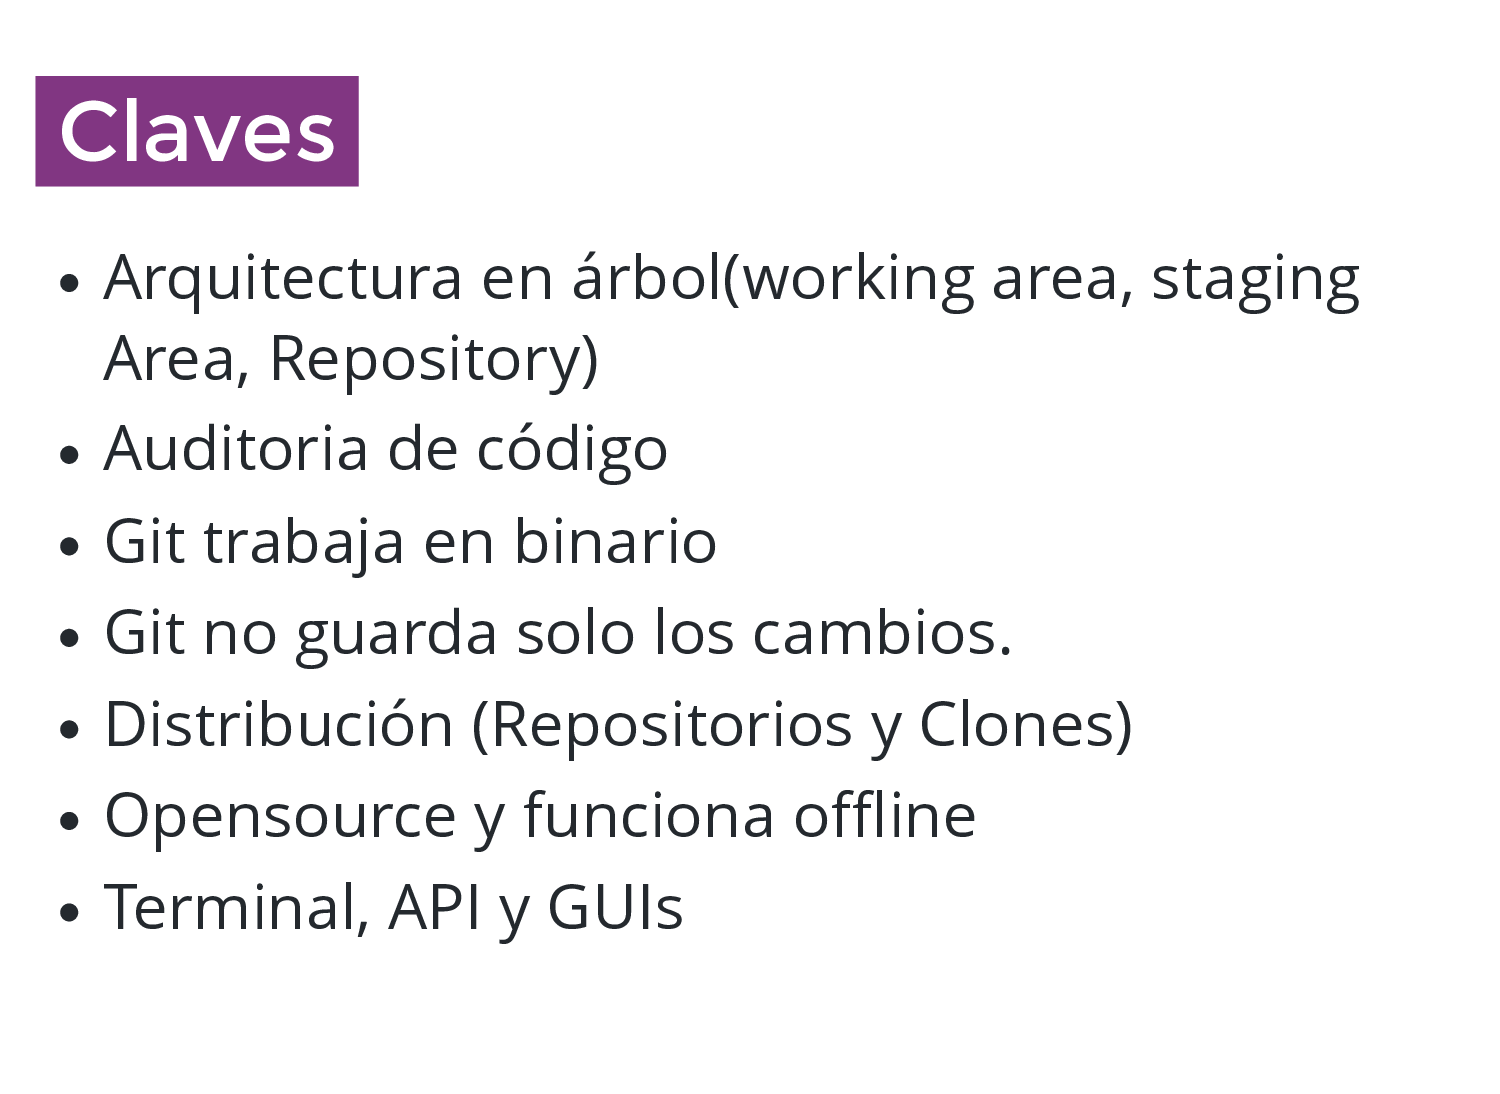 Claves
• Arquitectura en árbol(working area, staging
Area, Repository)
• Auditoria de código
• Git trabaja en binario
• Git no guarda solo los cambios.
• Distribución (Repositorios y Clones)
• Opensource y funciona offline
• Terminal, API y GUIs